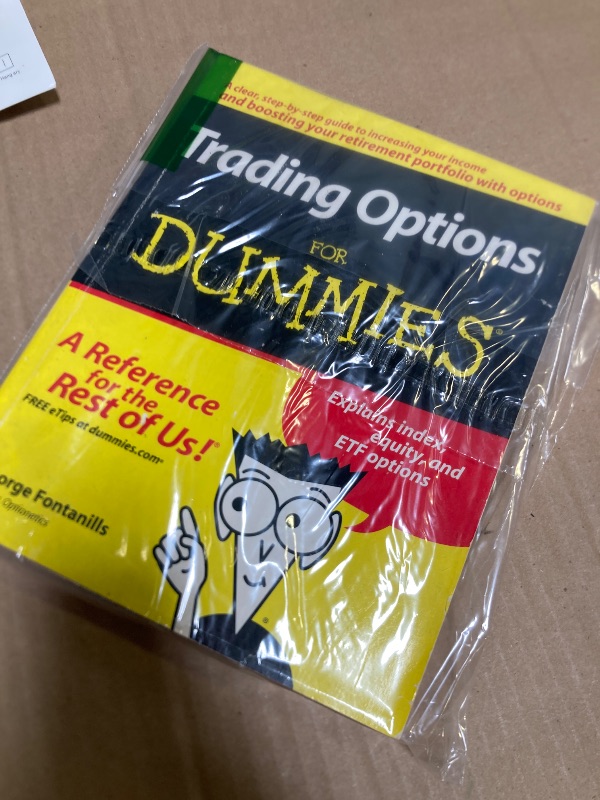 A clear, step-by-step guide to increasing your income
and boosting your retirement portfolio with options
Trading Options
FOR
DUMMIES®
A Reference
for the
Rest of Us!®
FREE eTips at dummies.com®
Explains index,
equity, and
ETF options
orge Fontanills
Optionetics
®